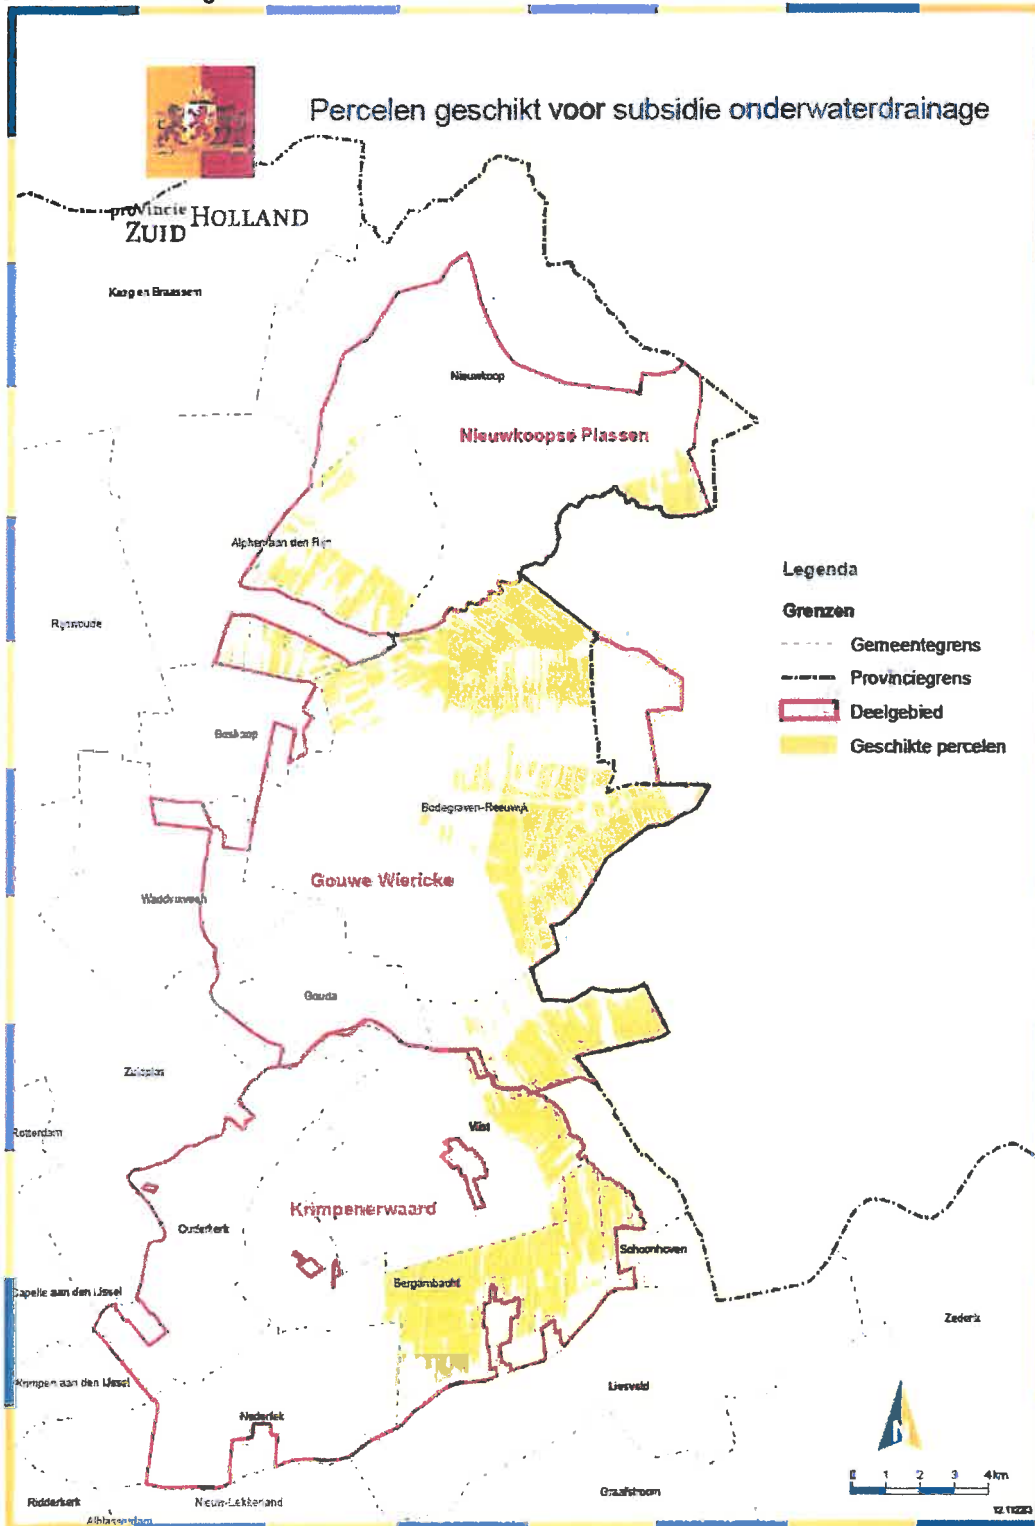 Percelen geschikt voor subsidie onderwaterdrainage
provincie HOLLAND
ZUID
Kaag en Braassem
Nieuwkoop
Nieuwkoopse Plassen
Alphen aan den Rijn
Legenda
Grenzen
Rijnwoude
Gemeentegrens
Provinciegrens
Deelgebied
Boskoop
Geschikte percelen
Bodegraven-Reeuwijk
Gouwe Wiericke
Waddinxveen
Gouda
Zuidplas
Vlist
Rotterdam
Krimpenerwaard
Ouderkerk
Schoonhoven
Bergambacht
Capelle aan den IJssel
Zederik
Krimpen aan den IJssel
Liesveld
Nederlek
N
0 1 2 3 4 km
Graafstroom
Ridderkerk
Nieuw-Lekkerland
Alblasserdam